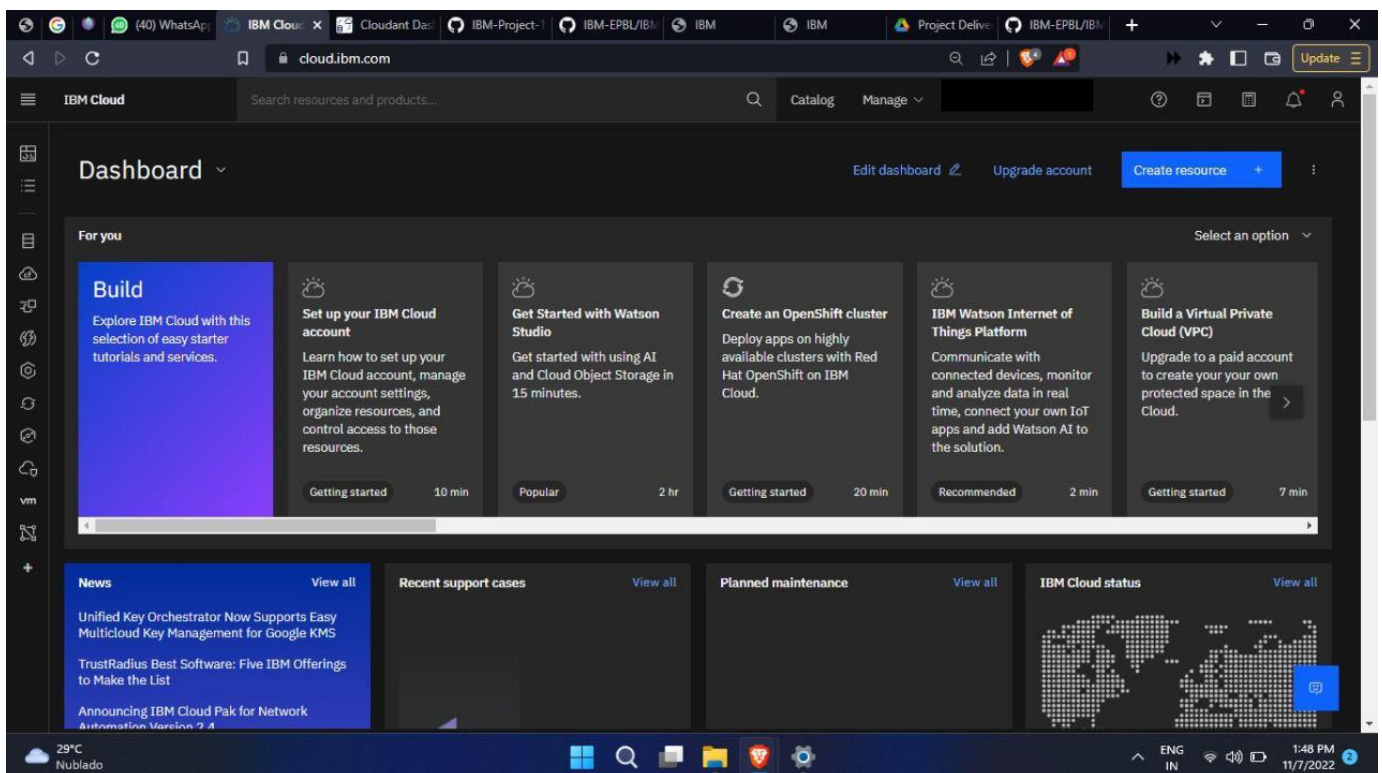 (40) WhatsAp
IBM Clou
Cloudant Das
IBM-Project-1
IBM-EPBL/IBM
IBM
IBM
Project Delive
IBM-EPBL/IBM
cloud.ibm.com
Update
IBM Cloud
Search resources and products...
Catalog
Manage
Dashboard
Edit dashboard
Upgrade account
Create resource +
For you
Select an option
Build
Explore IBM Cloud with this
selection of easy starter
tutorials and services.
Set up your IBM Cloud
account
Learn how to set up your
IBM Cloud account, manage
your account settings,
organize resources, and
control access to those
resources.
Getting started
10 min
Get Started with Watson
Studio
Get started with using AI
and Cloud Object Storage in
15 minutes.
Popular
2 hr
Create an OpenShift cluster
Deploy apps on highly
available clusters with Red
Hat OpenShift on IBM
Cloud.
Getting started
20 min
IBM Watson Internet of
Things Platform
Communicate with
connected devices, monitor
and analyze data in real
time, connect your own IoT
apps and add Watson AI to
the solution.
Recommended
2 min
Build a Virtual Private
Cloud (VPC)
Upgrade to a paid account
to create your your own
protected space in the
Cloud.
Getting started
7 min
vm
News
View all
Unified Key Orchestrator Now Supports Easy
Multicloud Key Management for Google KMS
TrustRadius Best Software: Five IBM Offerings
to Make the List
Announcing IBM Cloud Pak for Network
Automation Version 2.4
Recent support cases
View all
Planned maintenance
View all
IBM Cloud status
View all
29°C
Nublado
ENG
IN
1:48 PM
11/7/2022
2